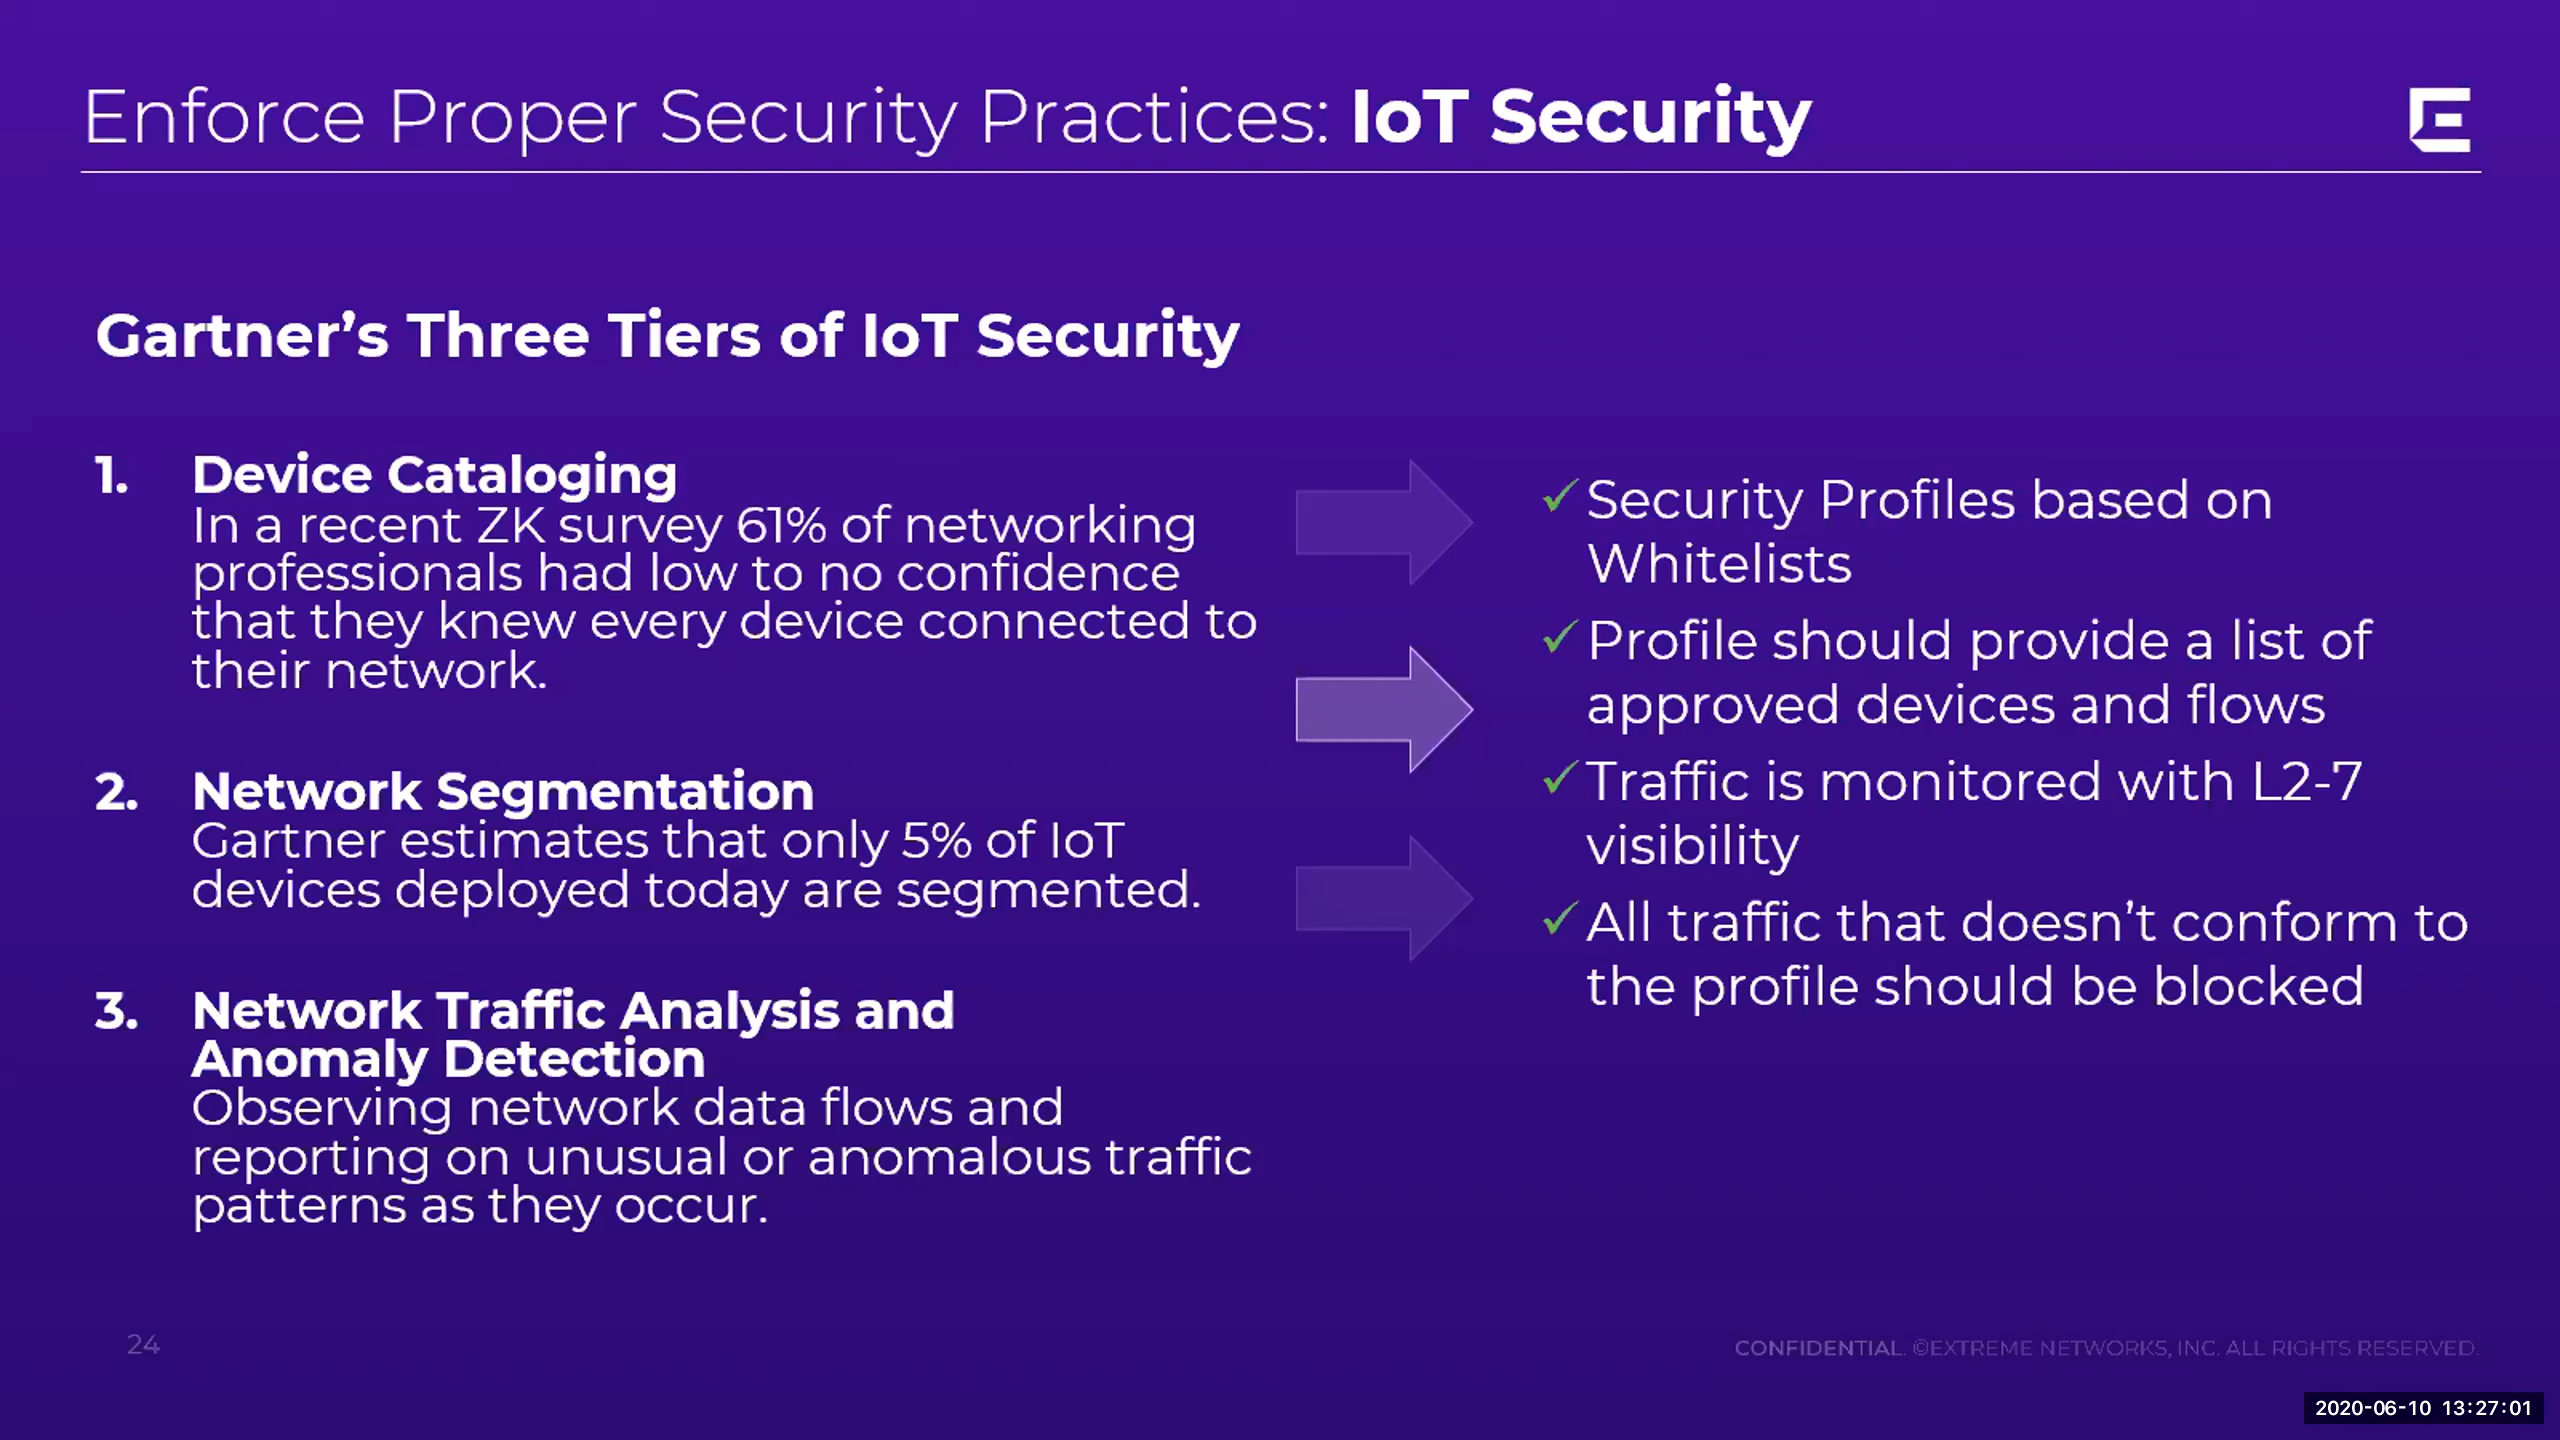 Enforce Proper Security Practices: IoT Security
Gartner’s Three Tiers of IoT Security
1. Device Cataloging
In a recent ZK survey 61% of networking
professionals had low to no confidence
that they knew every device connected to
their network.
2. Network Segmentation
Gartner estimates that only 5% of IoT
devices deployed today are segmented.
3. Network Traffic Analysis and
Anomaly Detection
Observing network data flows and
reporting on unusual or anomalous traffic
patterns as they occur.
✓ Security Profiles based on
Whitelists
✓ Profile should provide a list of
approved devices and flows
✓ Traffic is monitored with L2-7
visibility
✓ All traffic that doesn’t conform to
the profile should be blocked
24
CONFIDENTIAL. ©EXTREME NETWORKS, INC. ALL RIGHTS RESERVED.
2020-06-10 13:27:01